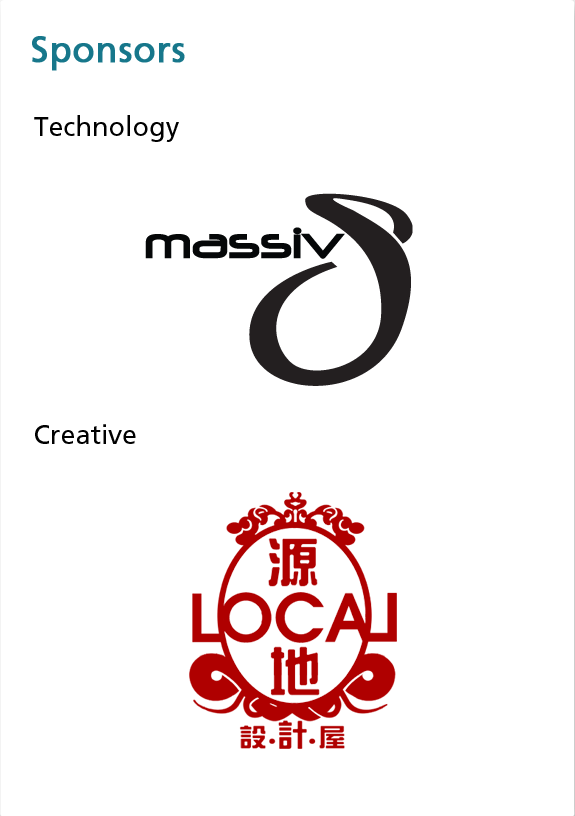 Sponsors
Technology
massiv
Creative
源
LOCAL
地
設·計·屋